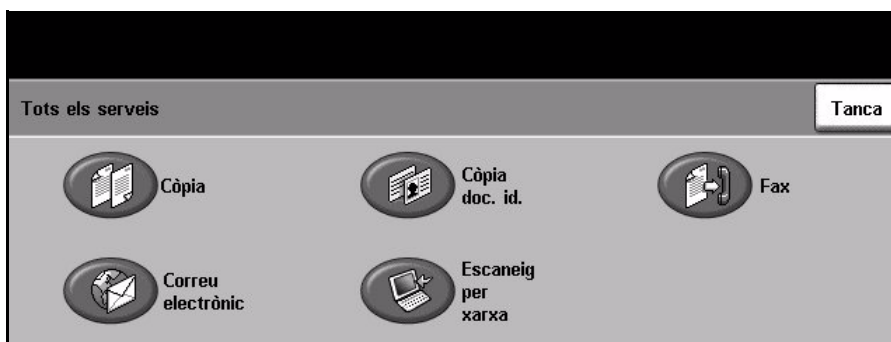 Tots els serveis
Tanca
Còpia
Còpia
doc. id.
Fax
Correu
electrònic
Escaneig
per
xarxa